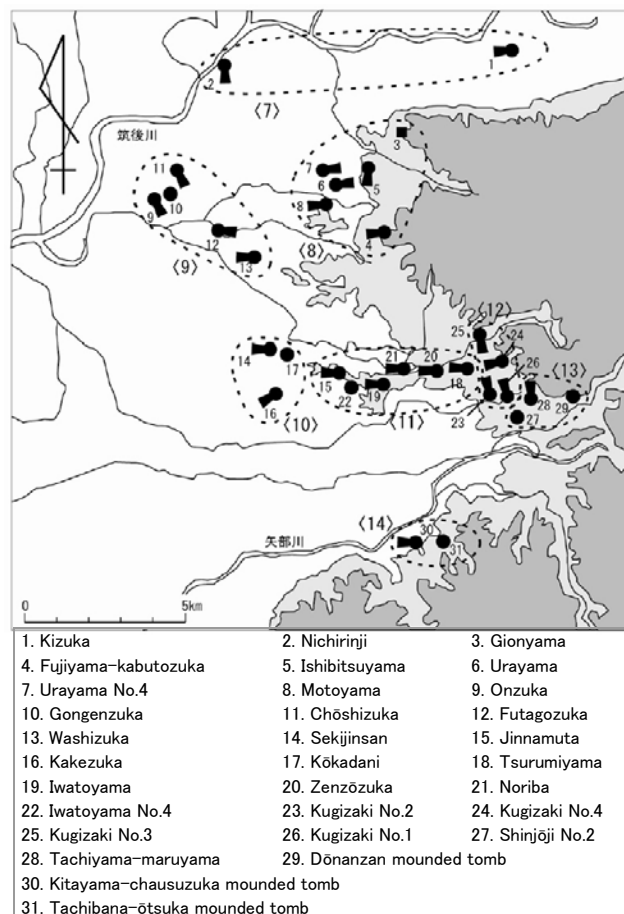 1
2
〈7〉
筑後川
3
7
6
5
11
8
10
9
4
12
〈8〉
13
〈9〉
〈12〉
25
24
14
17
21
20
26
〈13〉
15
18
22
19
16
28
29
〈10〉
〈11〉
23
27
〈14〉
30
矢部川
31
0 5km
1. Kizuka 2. Nichirinji 3. Gionyama
4. Fujiyama-kabutozuka 5. Ishibitsuyama 6. Urayama
7. Urayama No.4 8. Motoyama 9. Onzuka
10. Gongenzuka 11. Chōshizuka 12. Futagozuka
13. Washizuka 14. Sekijinsan 15. Jinnamuta
16. Kakezuka 17. Kōkadani 18. Tsurumiyama
19. Iwatoyama 20. Zenzōzuka 21. Noriba
22. Iwatoyama No.4 23. Kugizaki No.2 24. Kugizaki No.4
25. Kugizaki No.3 26. Kugizaki No.1 27. Shinjōji No.2
28. Tachiyama-maruyama 29. Dōnanzan mounded tomb
30. Kitayama-chausuzuka mounded tomb
31. Tachibana-ōtsuka mounded tomb